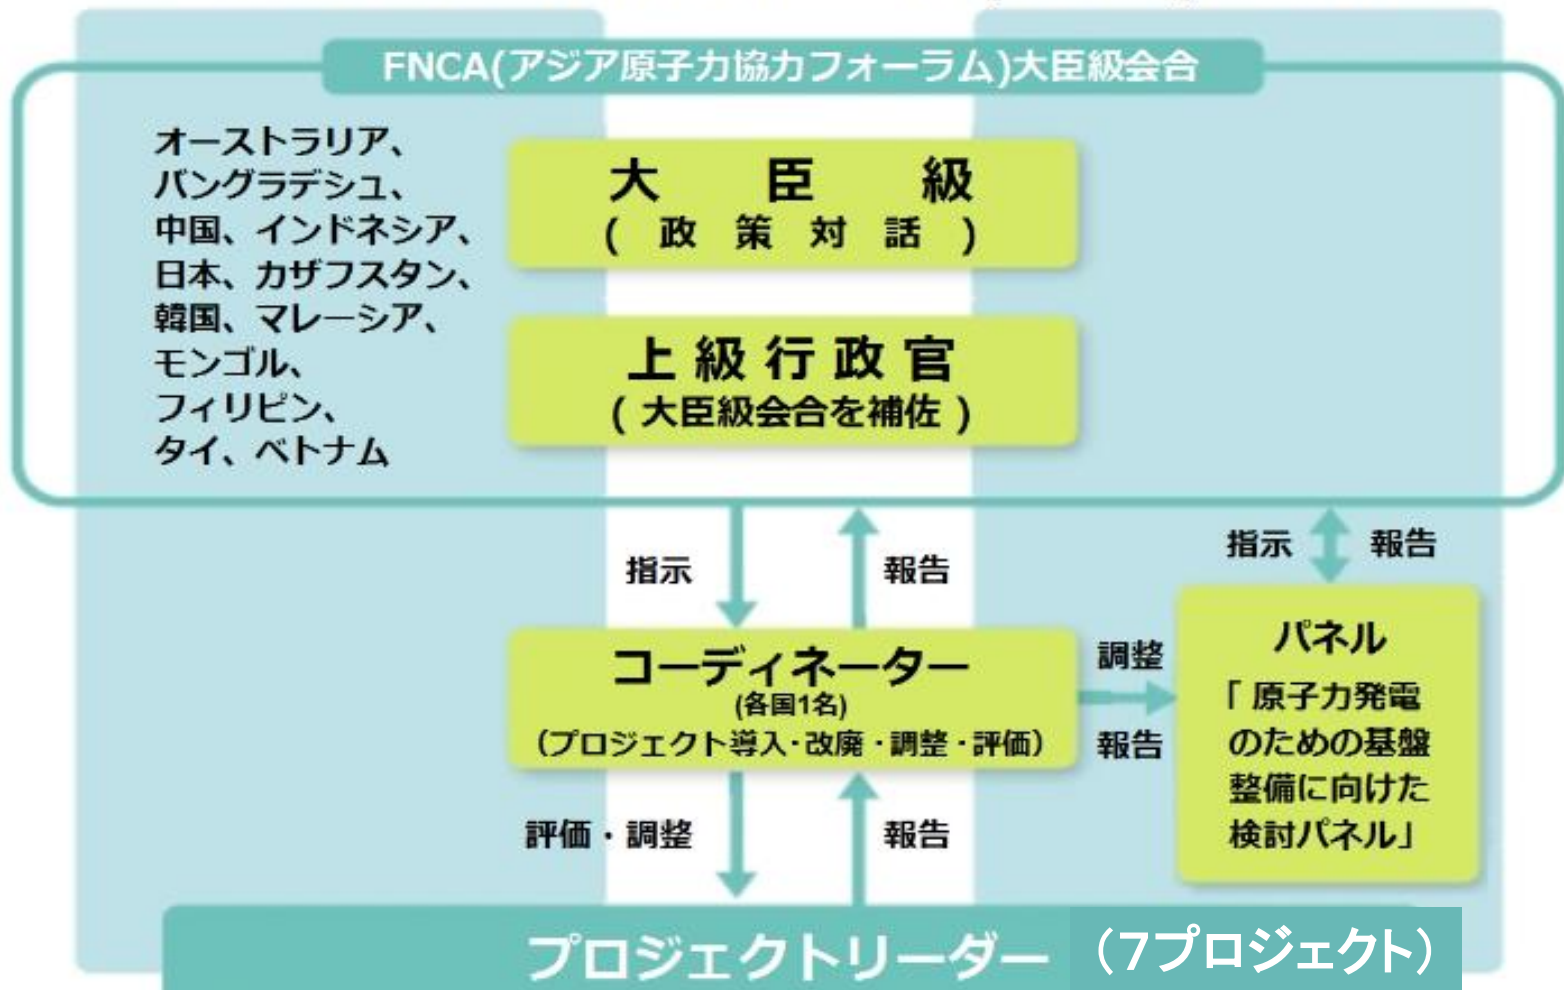 FNCA(アジア原子力協力フォーラム)大臣級会合
オーストラリア、
バングラデシュ、
中国、インドネシア、
日本、カザフスタン、
韓国、マレーシア、
モンゴル、
フィリピン、
タイ、ベトナム
大臣級
(政策対話)
上級行政官
(大臣級会合を補佐)
指示
報告
指示
報告
コーディネーター
(各国1名)
(プロジェクト導入・改廃・調整・評価)
調整
報告
パネル
「原子力発電
のための基盤
整備に向けた
検討パネル」
評価・調整
報告
プロジェクトリーダー (7プロジェクト)